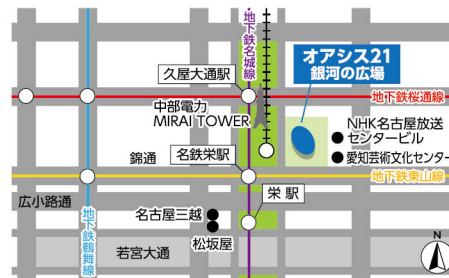 地下鉄名城線
オアシス21
銀河の広場
久屋大通駅
地下鉄桜通線
中部電力
MIRAI TOWER
NHK名古屋放送
センタービル
愛知芸術文化センター
錦通
名鉄栄駅
地下鉄東山線
広小路通
栄 駅
名古屋三越
松坂屋
地下鉄鶴舞線
若宮大通
N